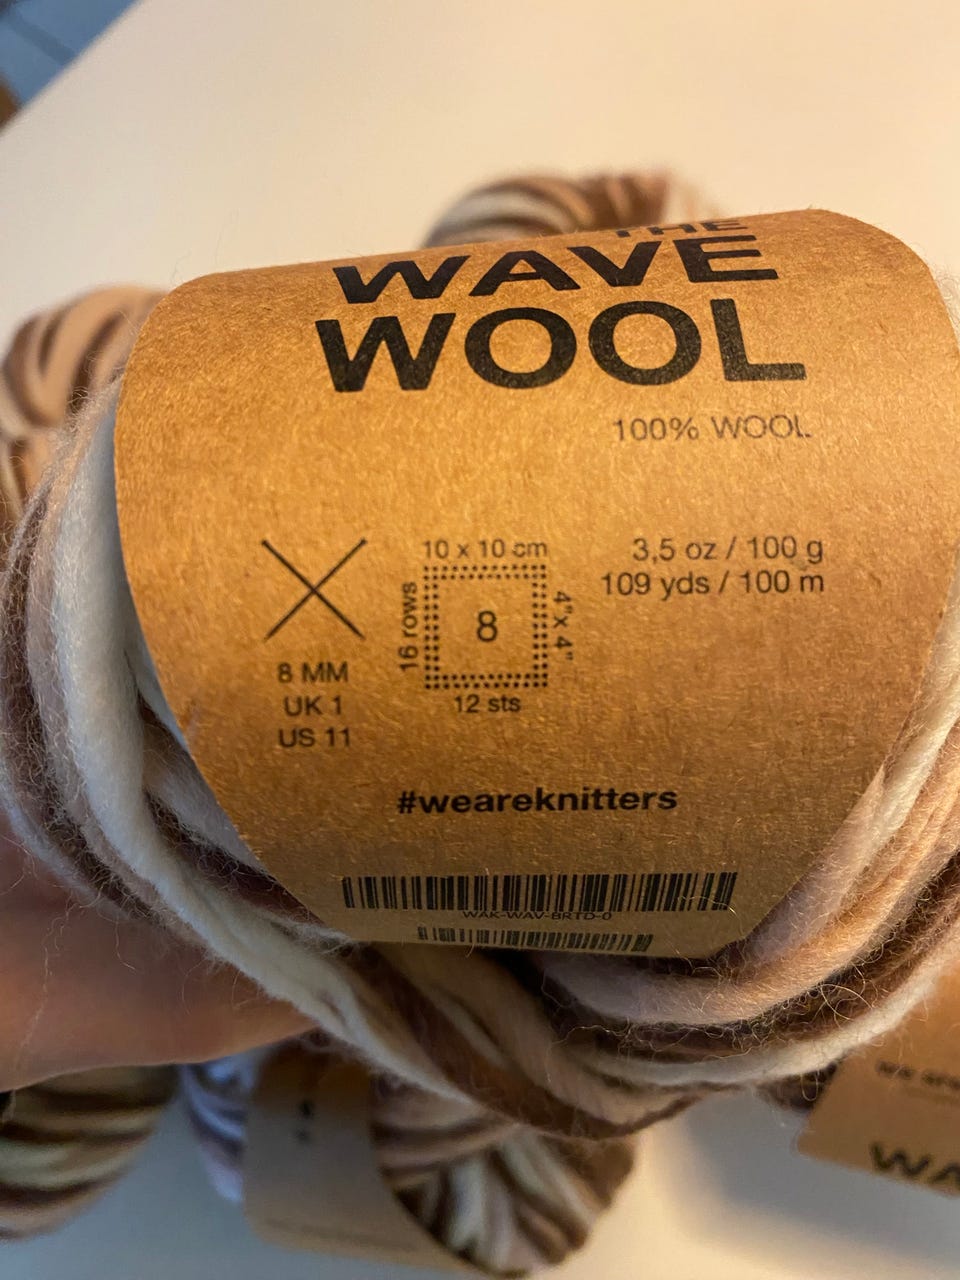 THE
WAVE
WOOL
100% WOOL
8 MM
UK 1
US 11
10 x 10 cm
16 rows
8
4" x 4"
12 sts
3,5 oz / 100 g
109 yds / 100 m
#weareknitters
WAK-WAV-BRTD-0
WA